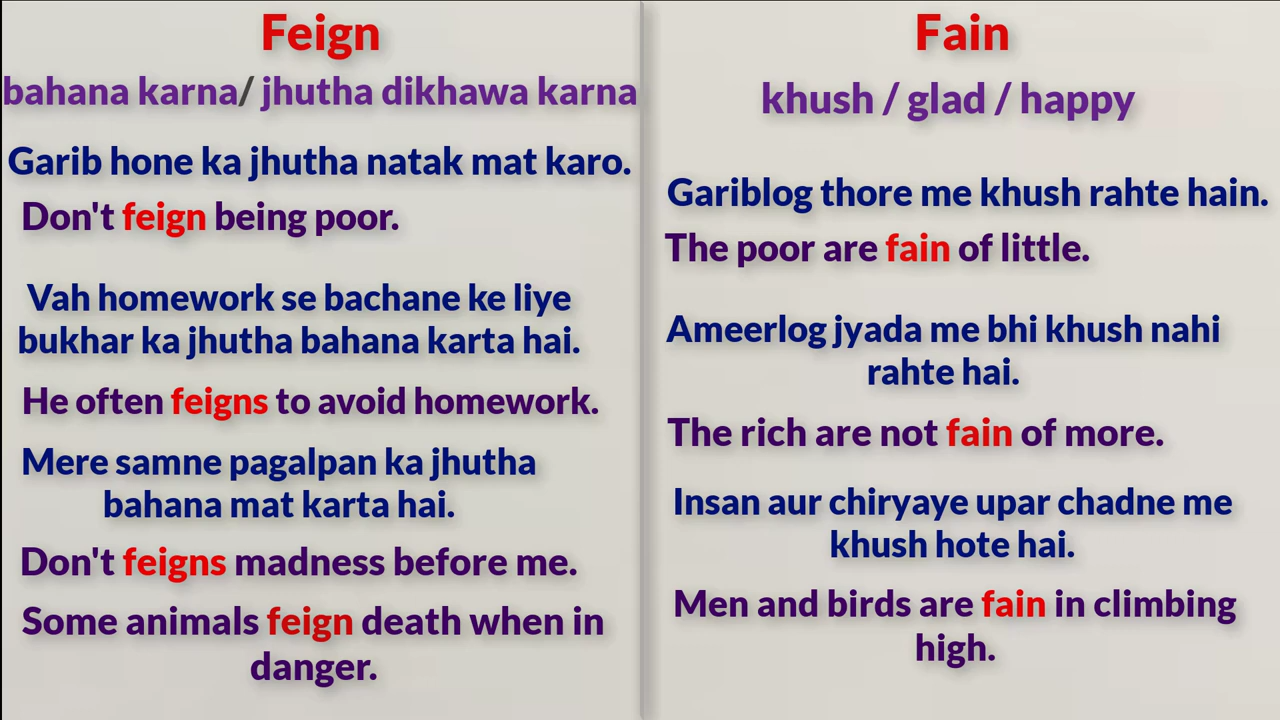 Feign
bahana karna/ jhutha dikhawa karna
Garib hone ka jhutha natak mat karo.
Don't feign being poor.
Vah homework se bachane ke liye
bukhar ka jhutha bahana karta hai.
He often feigns to avoid homework.
Mere samne pagalpan ka jhutha
bahana mat karta hai.
Don't feigns madness before me.
Some animals feign death when in
danger.
Fain
khush / glad / happy
Gariblog thore me khush rahte hain.
The poor are fain of little.
Ameerlog jyada me bhi khush nahi
rahte hai.
The rich are not fain of more.
Insan aur chiryaye upar chadne me
khush hote hai.
Men and birds are fain in climbing
high.